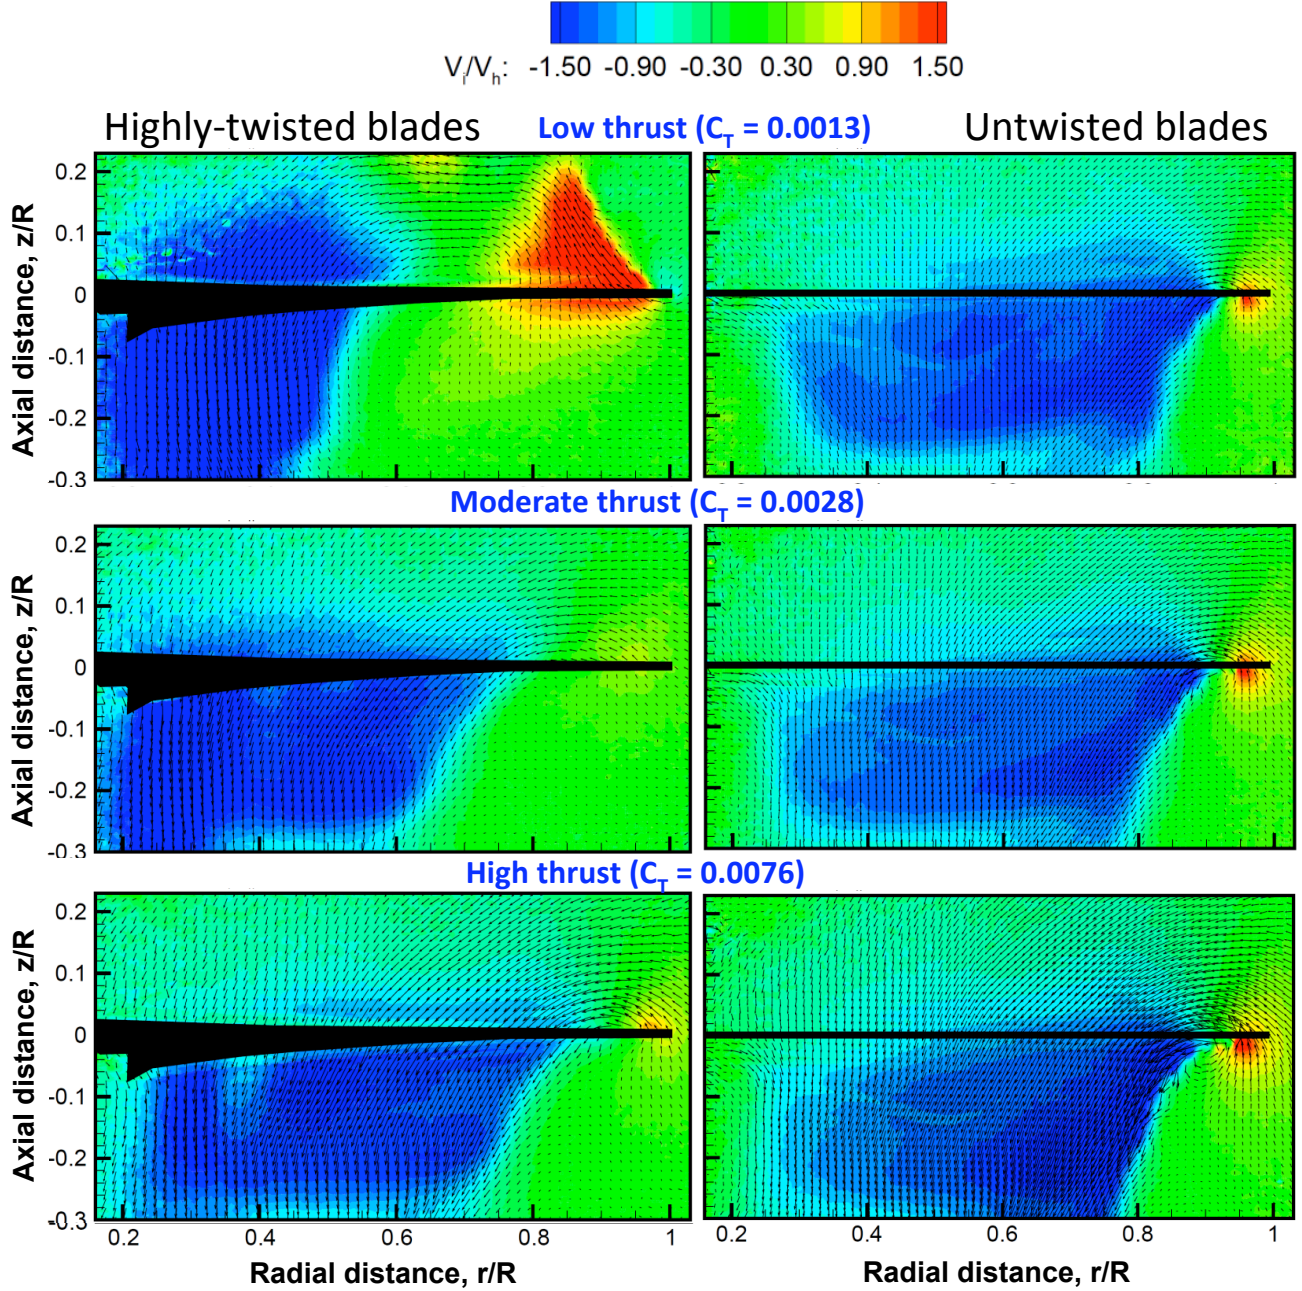 V_i/V_h: -1.50 -0.90 -0.30 0.30 0.90 1.50
Highly-twisted blades Low thrust (C_T = 0.0013) Untwisted blades
Axial distance, z/R
0.2
0.1
0
-0.1
-0.2
-0.3
Moderate thrust (C_T = 0.0028)
Axial distance, z/R
0.2
0.1
0
-0.1
-0.2
-0.3
High thrust (C_T = 0.0076)
Axial distance, z/R
0.2
0.1
0
-0.1
-0.2
-0.3
0.2 0.4 0.6 0.8 1
0.2 0.4 0.6 0.8 1
Radial distance, r/R
Radial distance, r/R